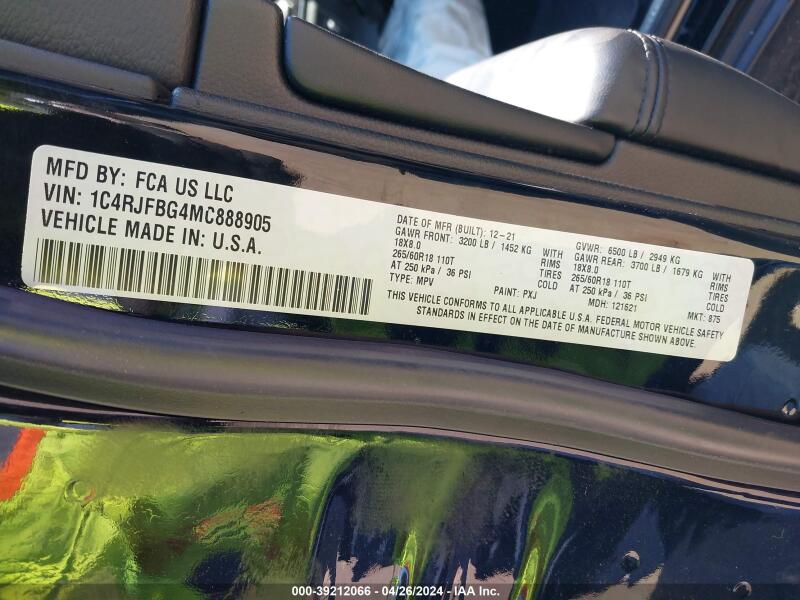 MFD BY: FCA US LLC
VIN: 1C4RJFBG4MC888905
VEHICLE MADE IN: U.S.A.
DATE OF MFR (BUILT): 12-21
GAWR FRONT: 3200 LB / 1452 KG WITH
18X8.0 RIMS
265/60R18 110T TIRES
AT 250 kPa / 36 PSI COLD
TYPE: MPV
PAINT: PXJ
GVWR: 6500 LB / 2949 KG
GAWR REAR: 3700 LB / 1679 KG WITH
18X8.0 RIMS
265/60R18 110T TIRES
AT 250 kPa / 36 PSI COLD
MDH: 121621 MKT: 875
THIS VEHICLE CONFORMS TO ALL APPLICABLE U.S.A. FEDERAL MOTOR VEHICLE SAFETY
STANDARDS IN EFFECT ON THE DATE OF MANUFACTURE SHOWN ABOVE.
000-39212066 - 04/26/2024 - IAA Inc.